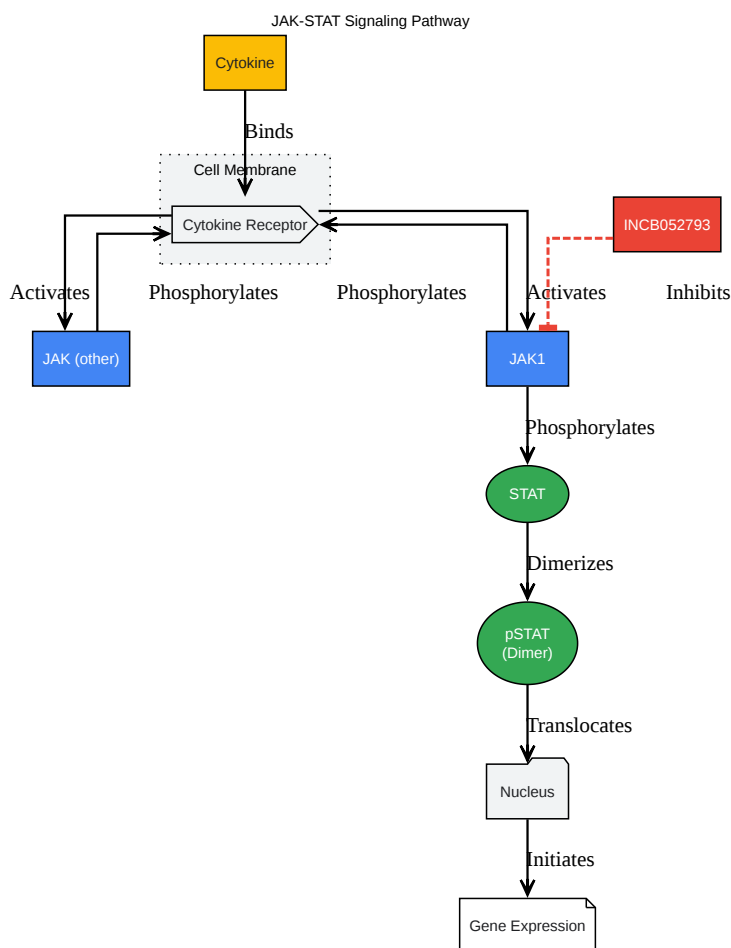 JAK-STAT Signaling Pathway
Cytokine
Binds
Cell Membrane
Cytokine Receptor
INCB052793
Activates
Phosphorylates
Phosphorylates
Activates
Inhibits
JAK (other)
JAK1
Phosphorylates
STAT
Dimerizes
pSTAT
(Dimer)
Translocates
Nucleus
Initiates
Gene Expression